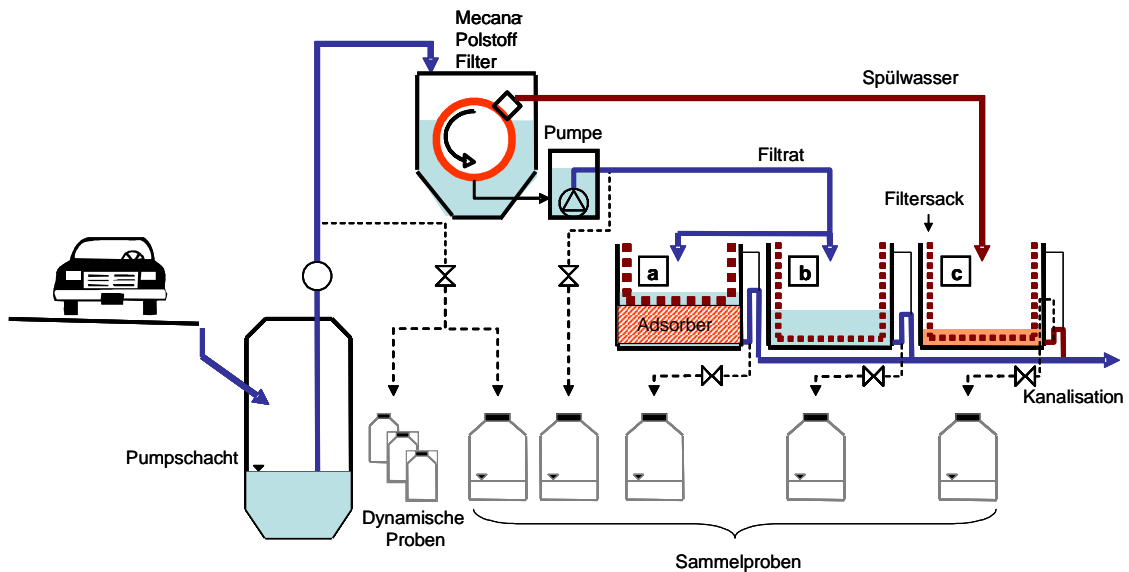 Mecana-
Polstoff
Filter
Spülwasser
Pumpe
Filtrat
Filtersack
a
b
c
Adsorber
Kanalisation
Pumpschacht
Dynamische
Proben
Sammelproben